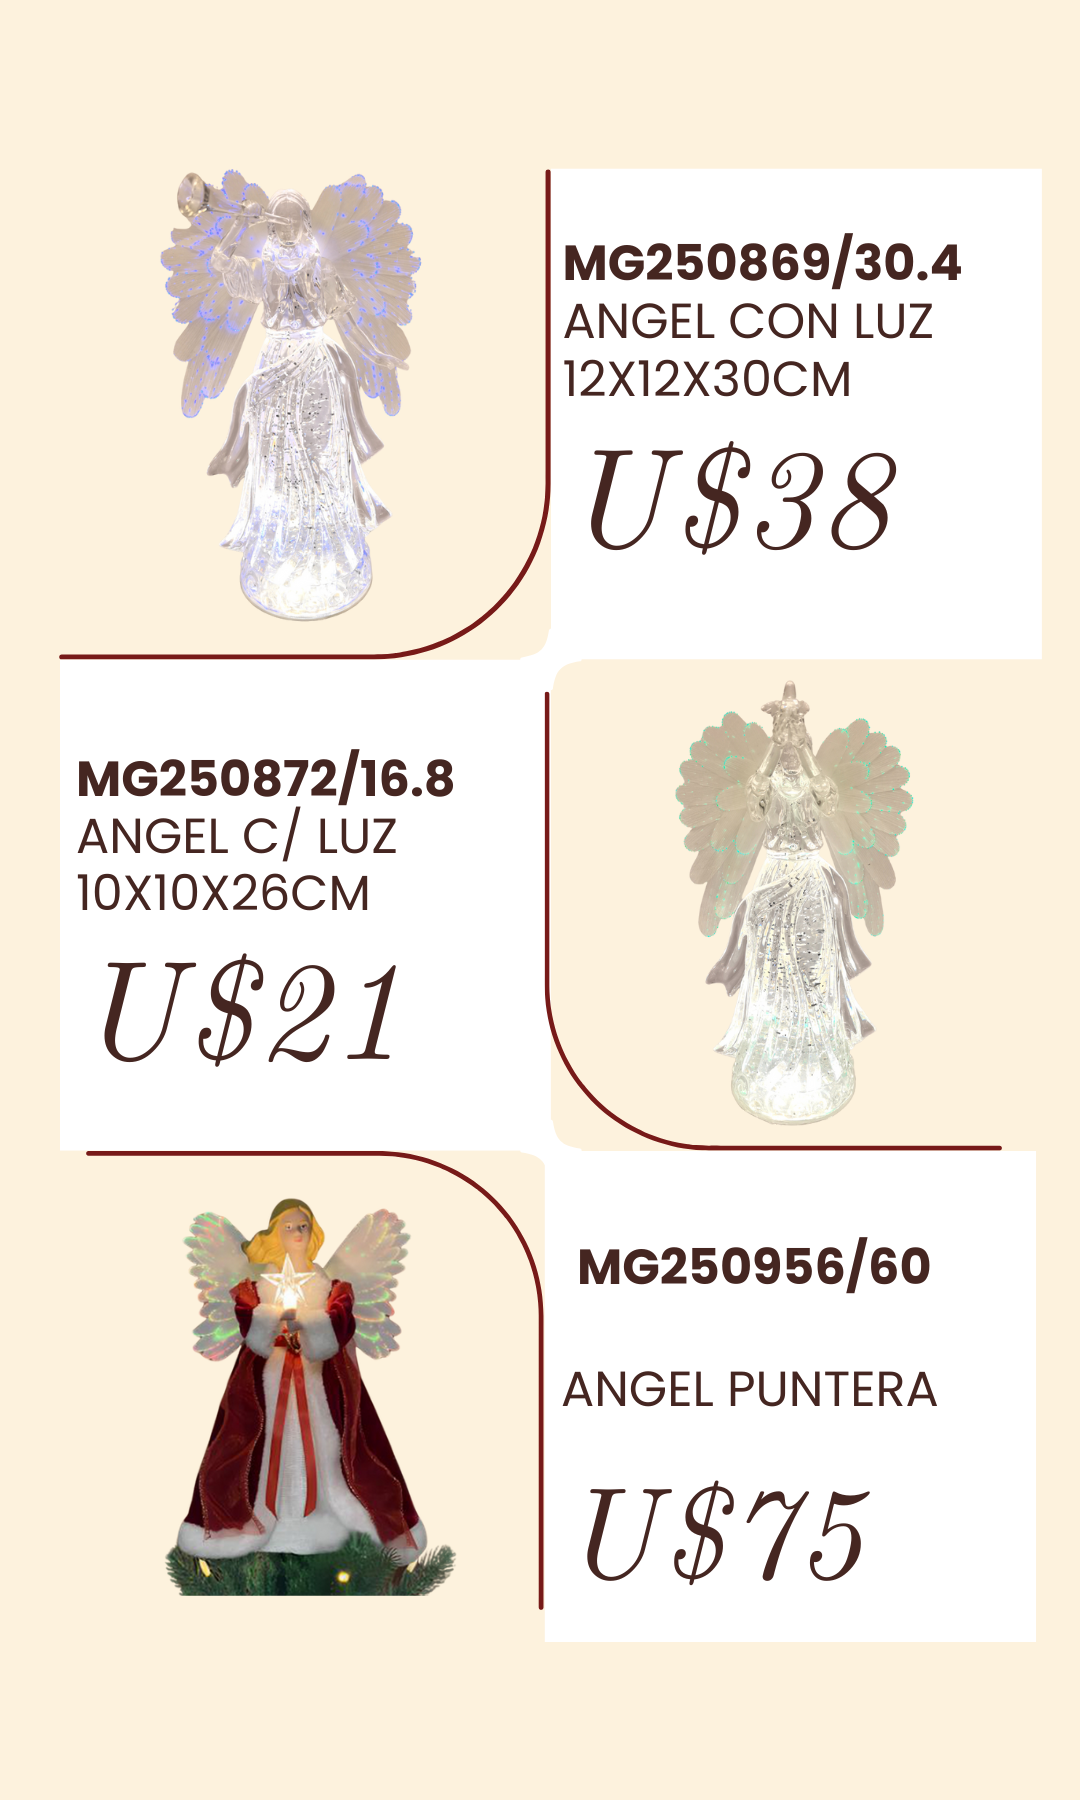 MG250869/30.4
ANGEL CON LUZ
12X12X30CM
U$38
MG250872/16.8
ANGEL C/ LUZ
10X10X26CM
U$21
MG250956/60
ANGEL PUNTERA
U$75